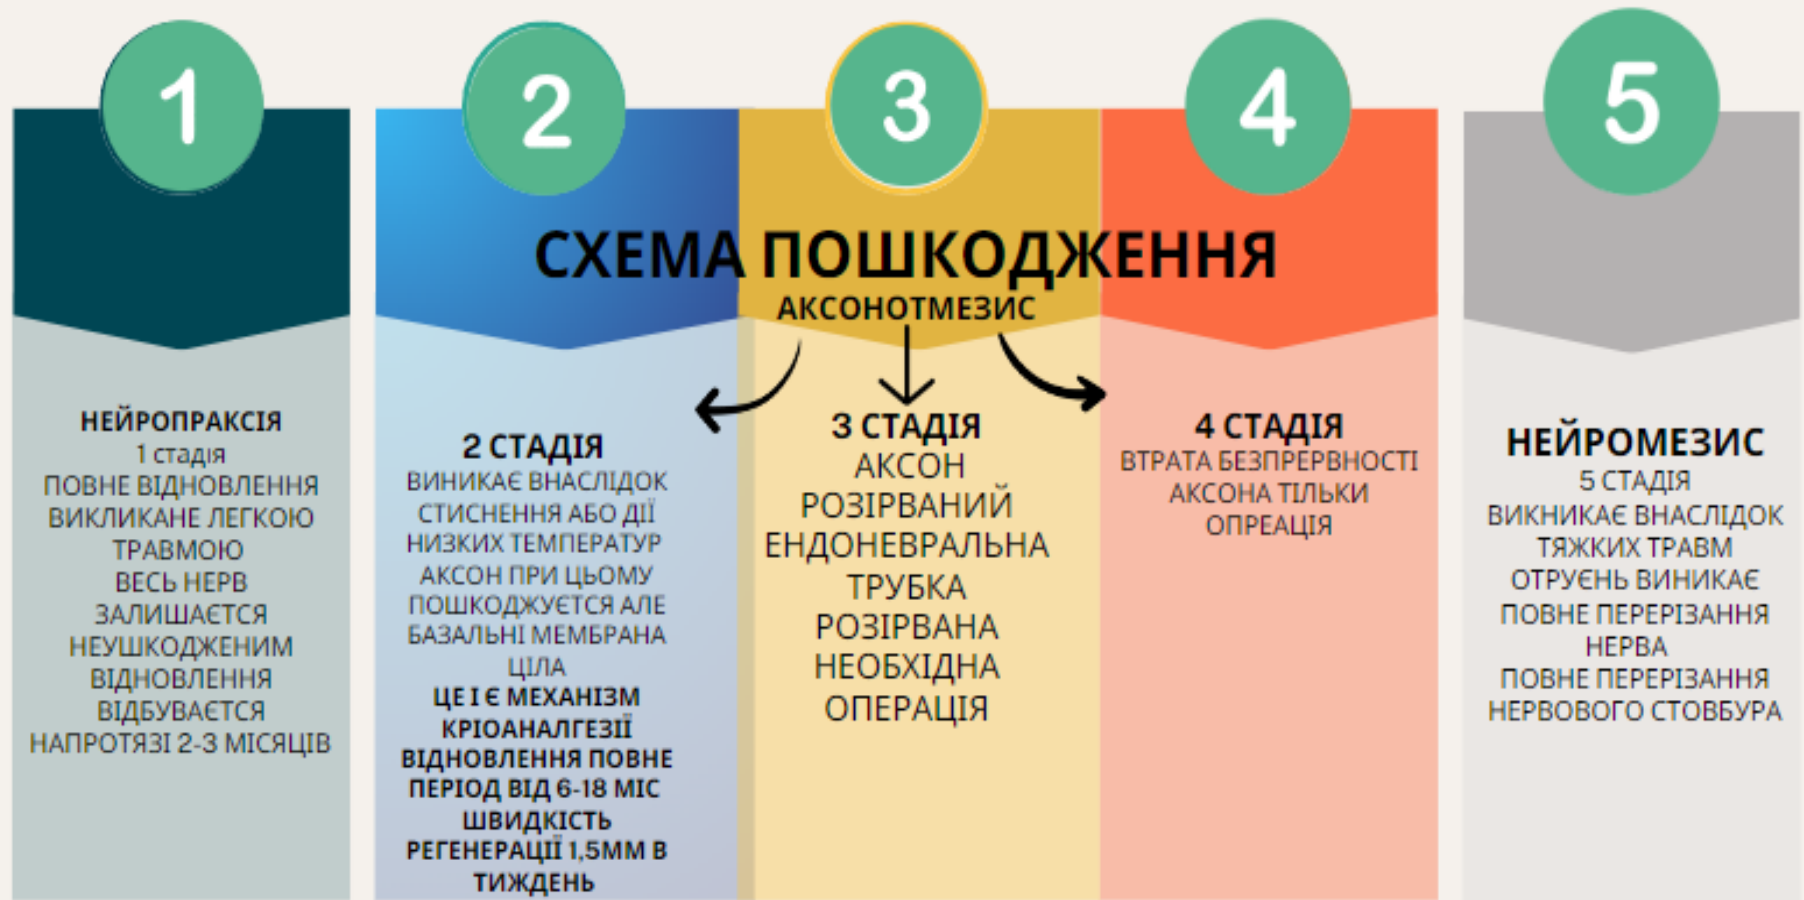 1
2
3
4
5
СХЕМА ПОШКОДЖЕННЯ
АКСОНОТМЕЗИС
НЕЙРОПРАКСІЯ
1 стадія
ПОВНЕ ВІДНОВЛЕННЯ
ВИКЛИКАНЕ ЛЕГКОЮ
ТРАВМОЮ
ВЕСЬ НЕРВ
ЗАЛИШАЄТСЯ
НЕУШКОДЖЕНИМ
ВІДНОВЛЕННЯ
ВІДБУВАЄТСЯ
НАПРОТЯЗІ 2-3 МІСЯЦІВ
2 СТАДІЯ
ВИНИКАЄ ВНАСЛІДОК
СТИСНЕННЯ АБО ДІЇ
НИЗКИХ ТЕМПЕРАТУР
АКСОН ПРИ ЦЬОМУ
ПОШКОДЖУЄТСЯ АЛЕ
БАЗАЛЬНІ МЕМБРАНА
ЦІЛА
ЦЕ І Є МЕХАНІЗМ
КРІОАНАЛГЕЗІЇ
ВІДНОВЛЕННЯ ПОВНЕ
ПЕРІОД ВІД 6-18 МІС
ШВИДКІСТЬ
РЕГЕНЕРАЦІЇ 1,5ММ В
ТИЖДЕНЬ
3 СТАДІЯ
АКСОН
РОЗІРВАНИЙ
ЕНДОНЕВРАЛЬНА
ТРУБКА
РОЗІРВАНА
НЕОБХІДНА
ОПЕРАЦІЯ
4 СТАДІЯ
ВТРАТА БЕЗПРЕРВНОСТІ
АКСОНА ТІЛЬКИ
ОПРЕАЦІЯ
НЕЙРОМЕЗИС
5 СТАДІЯ
ВИКНИКАЄ ВНАСЛІДОК
ТЯЖКИХ ТРАВМ
ОТРУЄНЬ ВИНИКАЄ
ПОВНЕ ПЕРЕРІЗАННЯ
НЕРВА
ПОВНЕ ПЕРЕРІЗАННЯ
НЕРВОВОГО СТОВБУРА